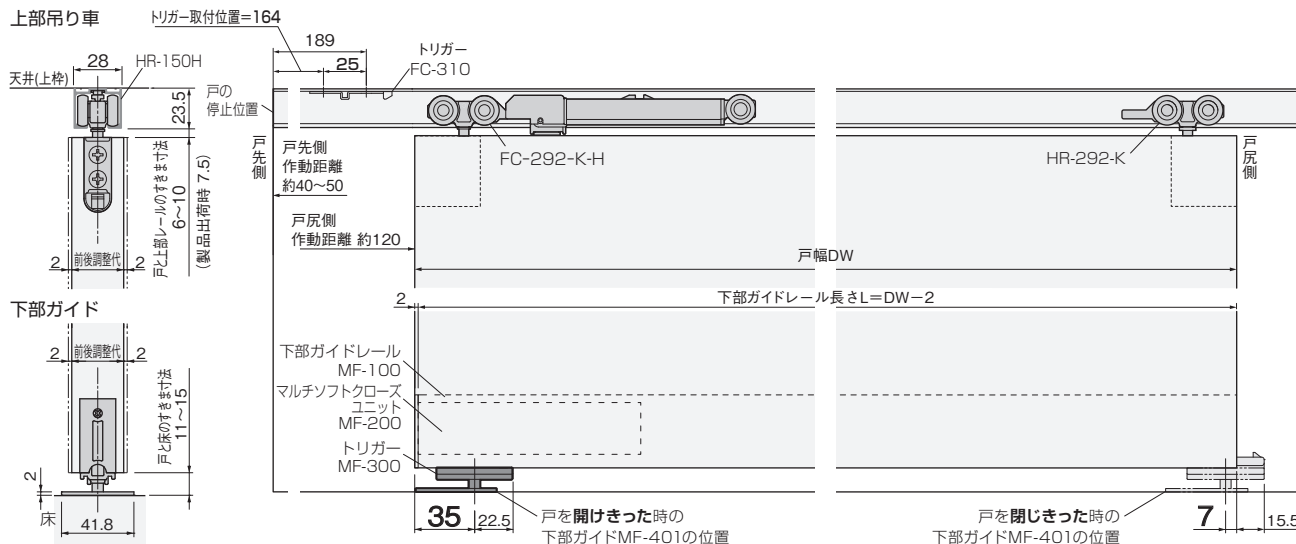 上部吊り車
トリガー取付位置=164
189
25
トリガー
FC-310
28
HR-150H
天井(上枠)
23.5
戸の
停止位置
戸先側
戸先側
作動距離
約40〜50
FC-292-K-H
HR-292-K
戸尻側
戸と上部レールのすきま寸法
6〜10
(製品出荷時 7.5)
戸尻側
作動距離 約120
戸幅DW
2
前後調整代
2
下部ガイド
2
下部ガイドレール長さL=DW−2
2
前後調整代
2
下部ガイドレール
MF-100
マルチソフトクローズ
ユニット
MF-200
トリガー
MF-300
戸と床のすきま寸法
11〜15
2
床
41.8
35
22.5
戸を開けきった時の
下部ガイドMF-401の位置
戸を閉じきった時の
下部ガイドMF-401の位置
7
15.5